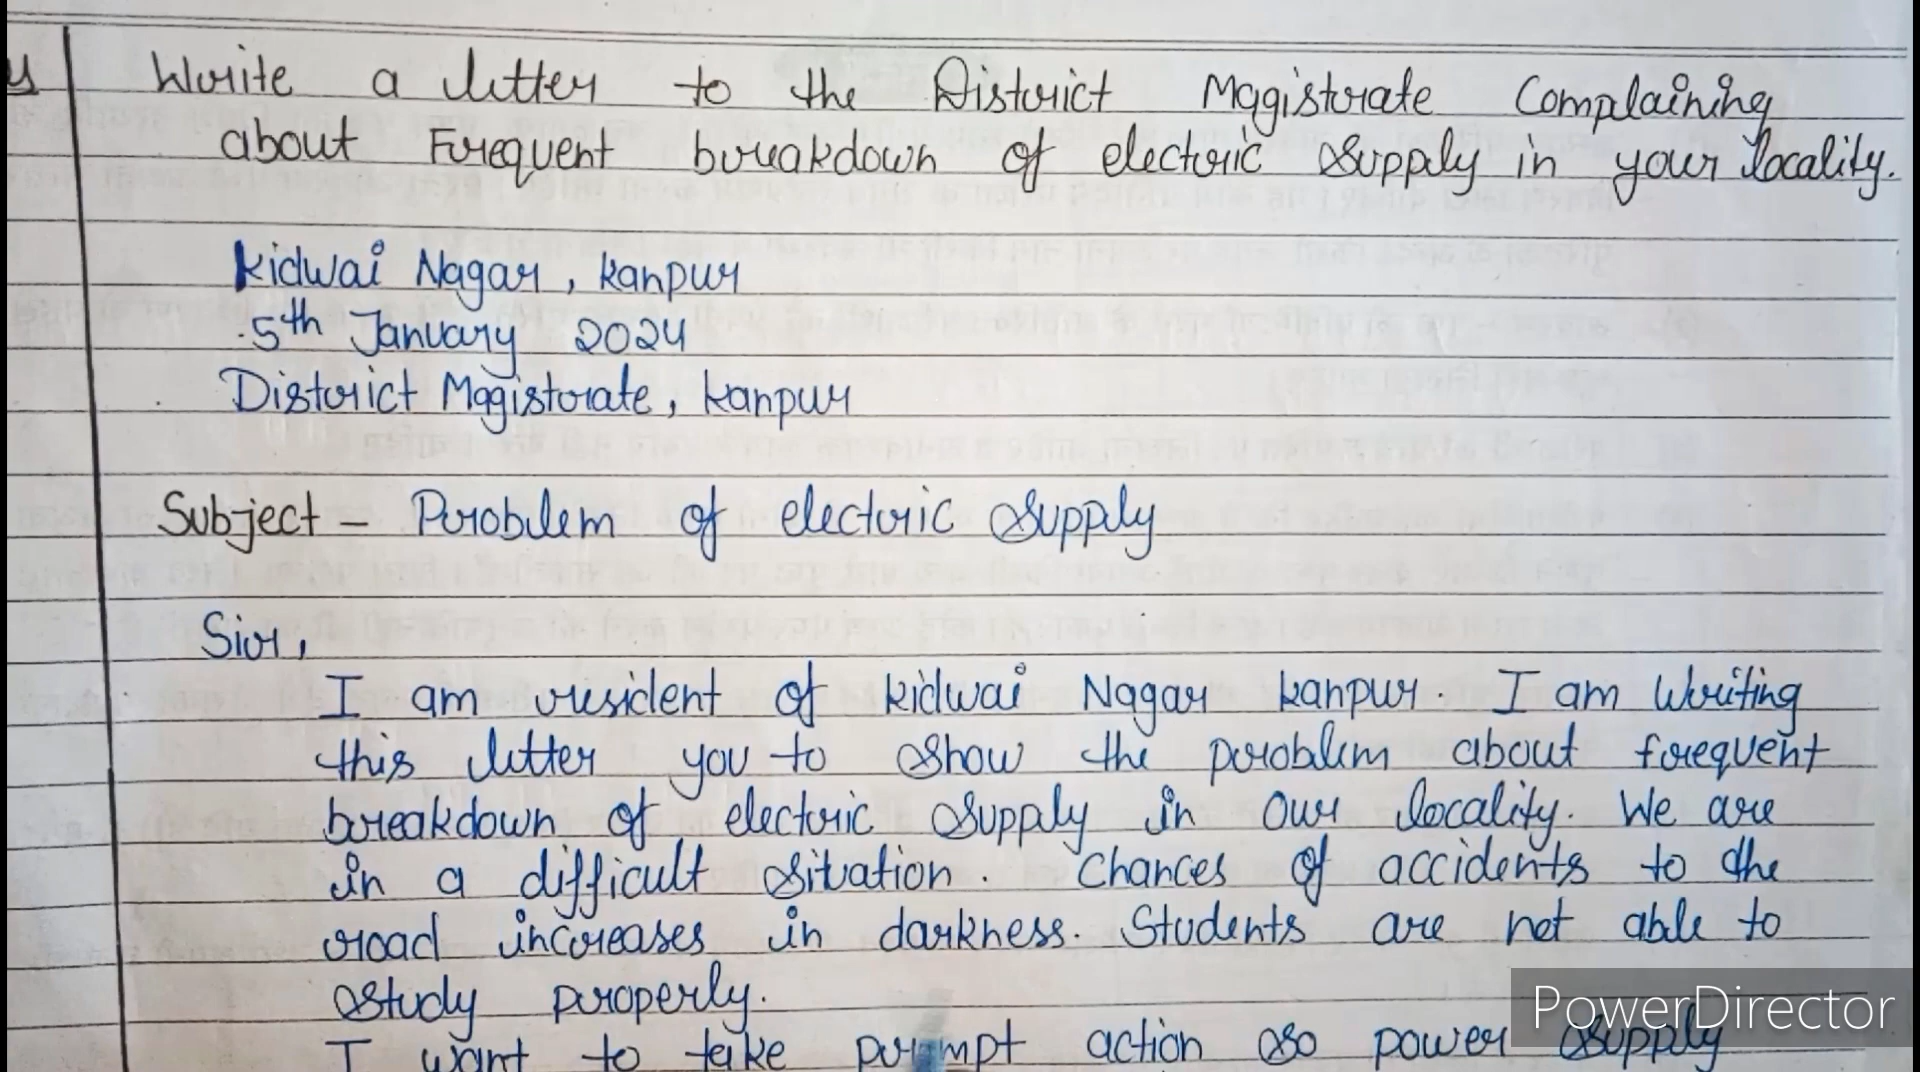 Write a letter to the District Magistrate Complaining
about Frequent breakdown of electric supply in your locality.
Kidwai Nagar, Kanpur
5th January 2024
District Magistrate, Kanpur
Subject - Problem of electric supply
Sir,
I am resident of Kidwai Nagar Kanpur. I am Writing
this letter you to show the problem about frequent
breakdown of electric supply in our locality. We are
in a difficult situation. Chances of accidents to the
road increases in darkness. Students are not able to
study properly.
PowerDirector
I want to take prompt action so power supply